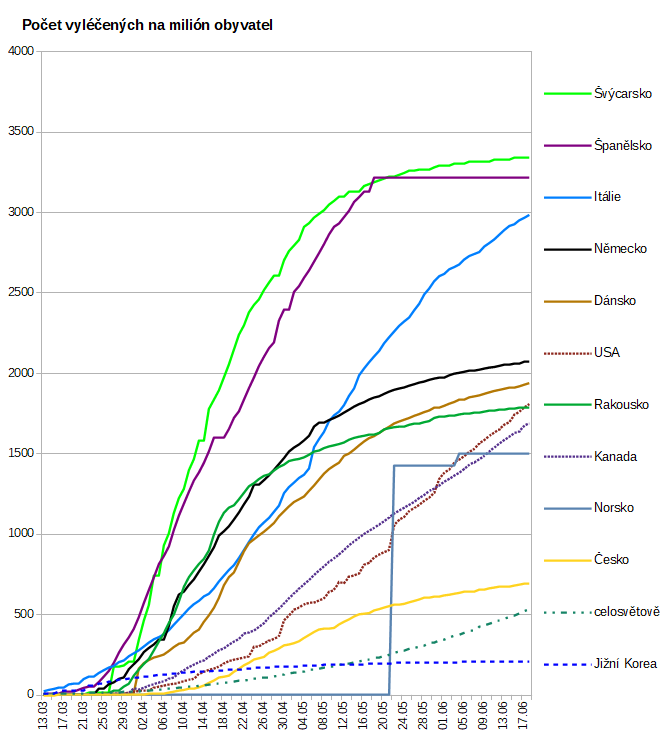 Počet vyléčených na milión obyvatel
4000
3500
3000
2500
2000
1500
1000
500
0
13.03
17.03
21.03
25.03
29.03
02.04
06.04
10.04
14.04
18.04
22.04
26.04
30.04
04.05
08.05
12.05
16.05
20.05
24.05
28.05
01.06
05.06
09.06
13.06
17.06
Švýcarsko
Španělsko
Itálie
Německo
Dánsko
USA
Rakousko
Kanada
Norsko
Česko
celosvětově
Jižní Korea